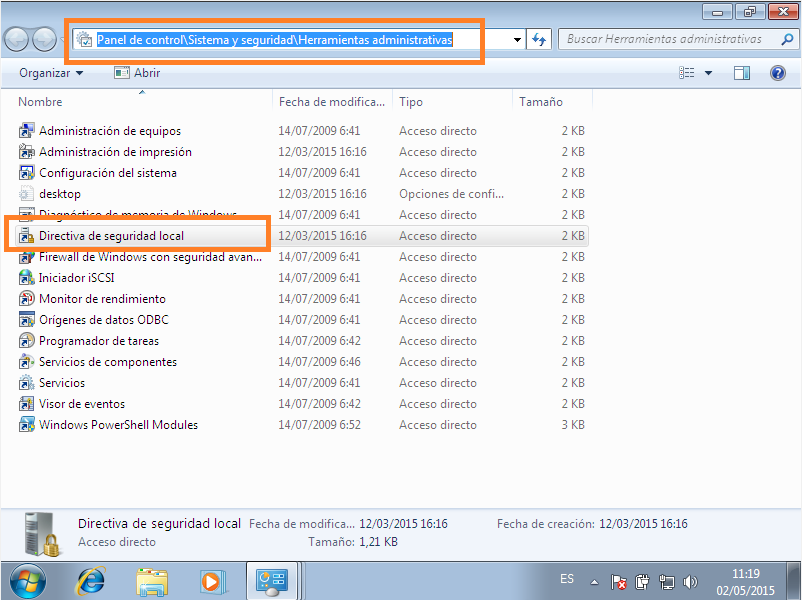 Panel de control\Sistema y seguridad\Herramientas administrativas
Buscar Herramientas administrativas
Organizar
Abrir
Nombre Fecha de modifica... Tipo Tamaño
Administración de equipos 14/07/2009 6:41 Acceso directo 2 KB
Administración de impresión 12/03/2015 16:16 Acceso directo 2 KB
Configuración del sistema 14/07/2009 6:41 Acceso directo 2 KB
desktop 12/03/2015 16:16 Opciones de confi... 2 KB
Diagnóstico de memoria de Windows 14/07/2009 6:41 Acceso directo 2 KB
Directiva de seguridad local 12/03/2015 16:16 Acceso directo 2 KB
Firewall de Windows con seguridad avan... 14/07/2009 6:41 Acceso directo 2 KB
Iniciador iSCSI 14/07/2009 6:41 Acceso directo 2 KB
Monitor de rendimiento 14/07/2009 6:41 Acceso directo 2 KB
Orígenes de datos ODBC 14/07/2009 6:41 Acceso directo 2 KB
Programador de tareas 14/07/2009 6:42 Acceso directo 2 KB
Servicios de componentes 14/07/2009 6:46 Acceso directo 2 KB
Servicios 14/07/2009 6:41 Acceso directo 2 KB
Visor de eventos 14/07/2009 6:42 Acceso directo 2 KB
Windows PowerShell Modules 14/07/2009 6:52 Acceso directo 3 KB
Directiva de seguridad local Fecha de modifica... 12/03/2015 16:16 Fecha de creación: 12/03/2015 16:16
Acceso directo Tamaño: 1,21 KB
ES
11:19
02/05/2015